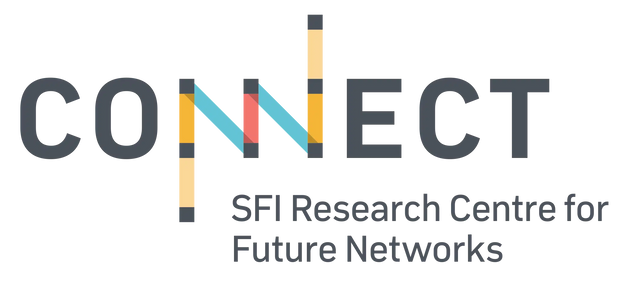 CONNECT
SFI Research Centre for
Future Networks